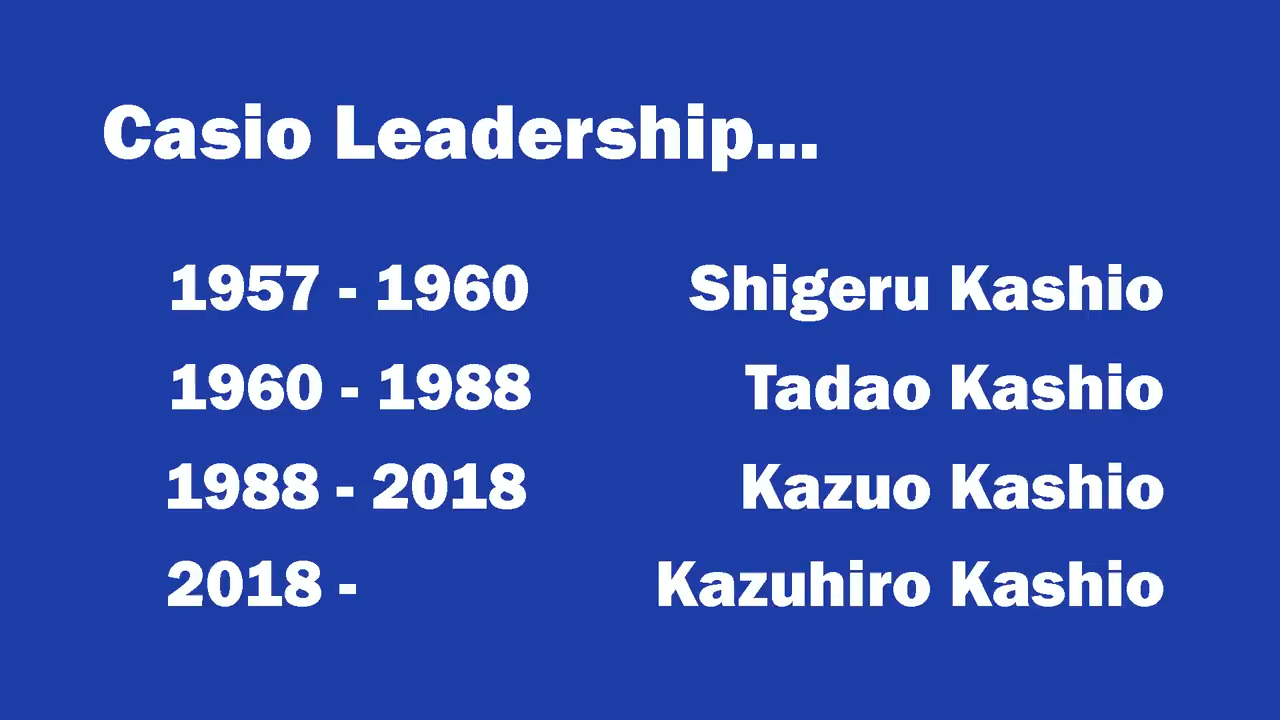 Casio Leadership...
1957 - 1960 Shigeru Kashio
1960 - 1988 Tadao Kashio
1988 - 2018 Kazuo Kashio
2018 - Kazuhiro Kashio